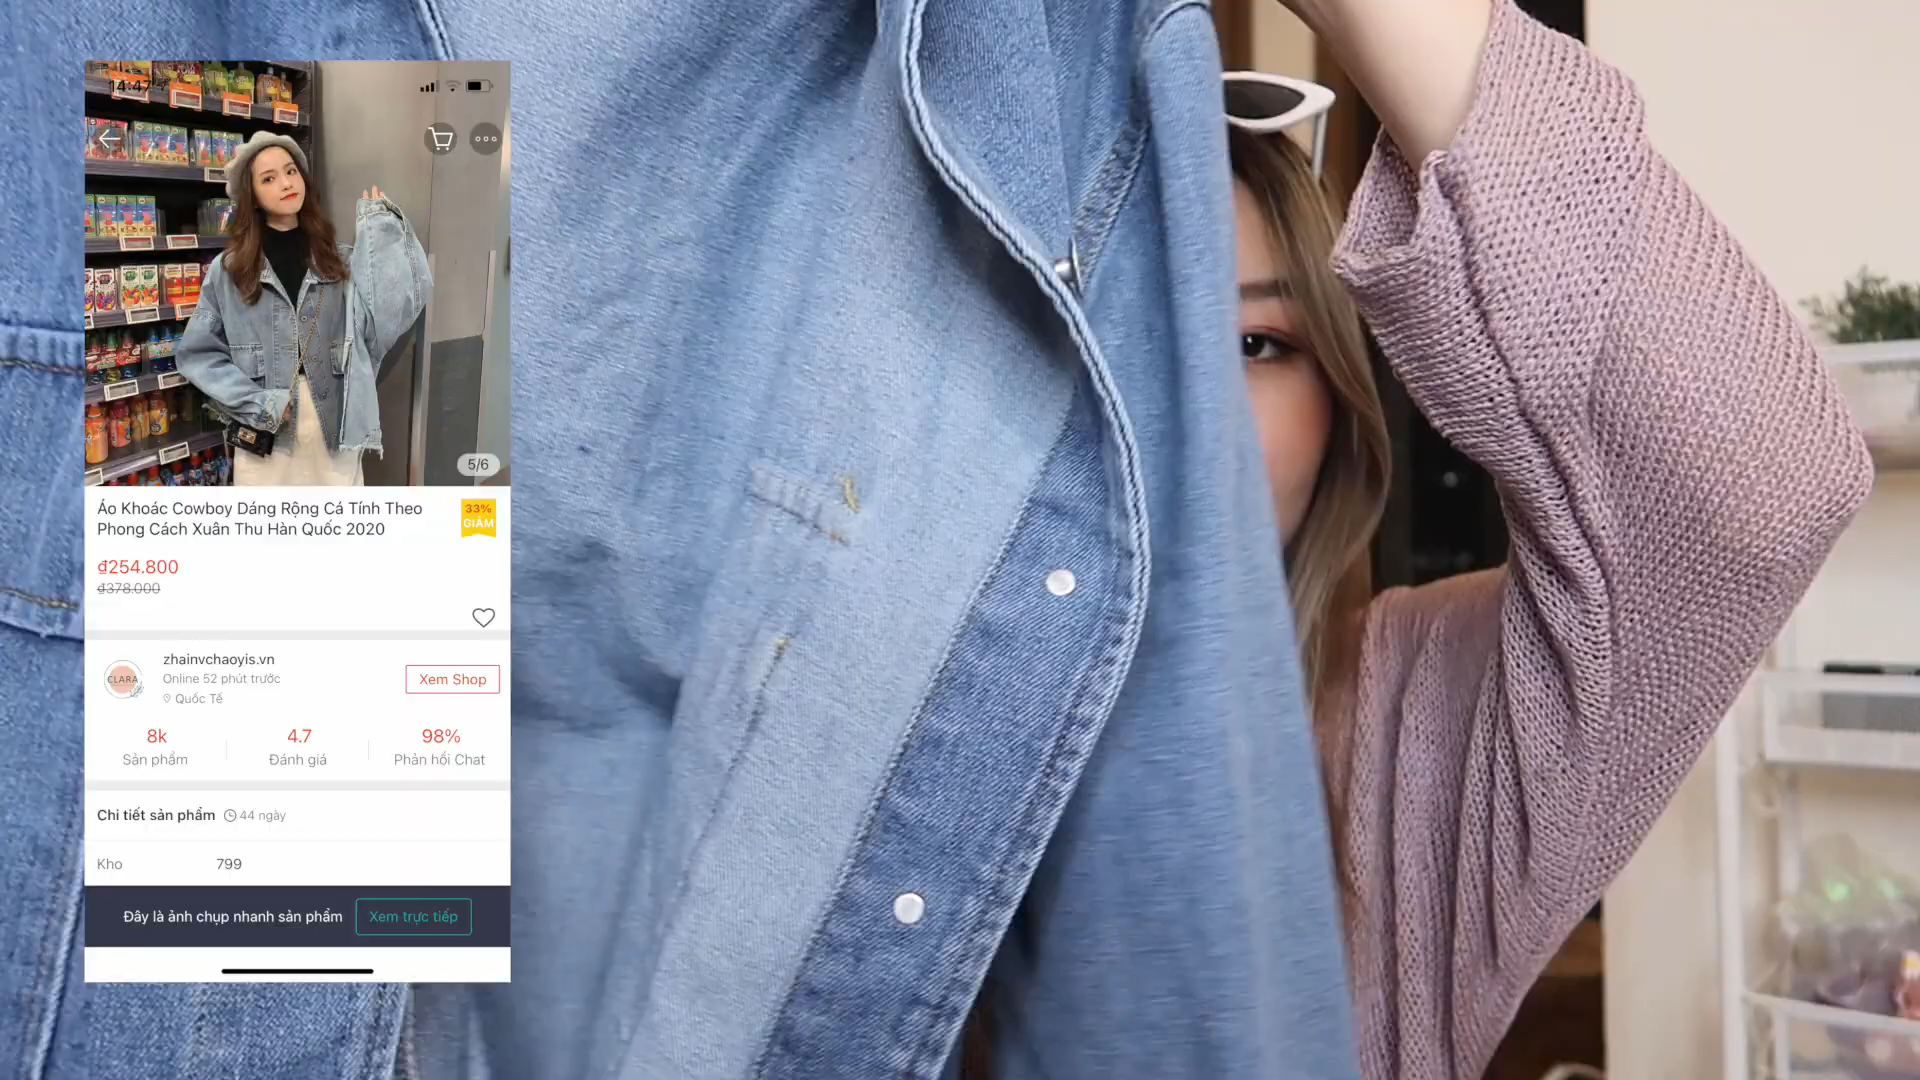 14:47
5/6
Áo Khoác Cowboy Dáng Rộng Cá Tính Theo
Phong Cách Xuân Thu Hàn Quốc 2020
33%
GIẢM
₫254.800
₫378.000
zhainvchaoyis.vn
CLARA
Online 52 phút trước
Quốc Tế
Xem Shop
8k
4.7
98%
Sản phẩm
Đánh giá
Phản hồi Chat
Chi tiết sản phẩm
44 ngày
Kho
799
Đây là ảnh chụp nhanh sản phẩm
Xem trực tiếp